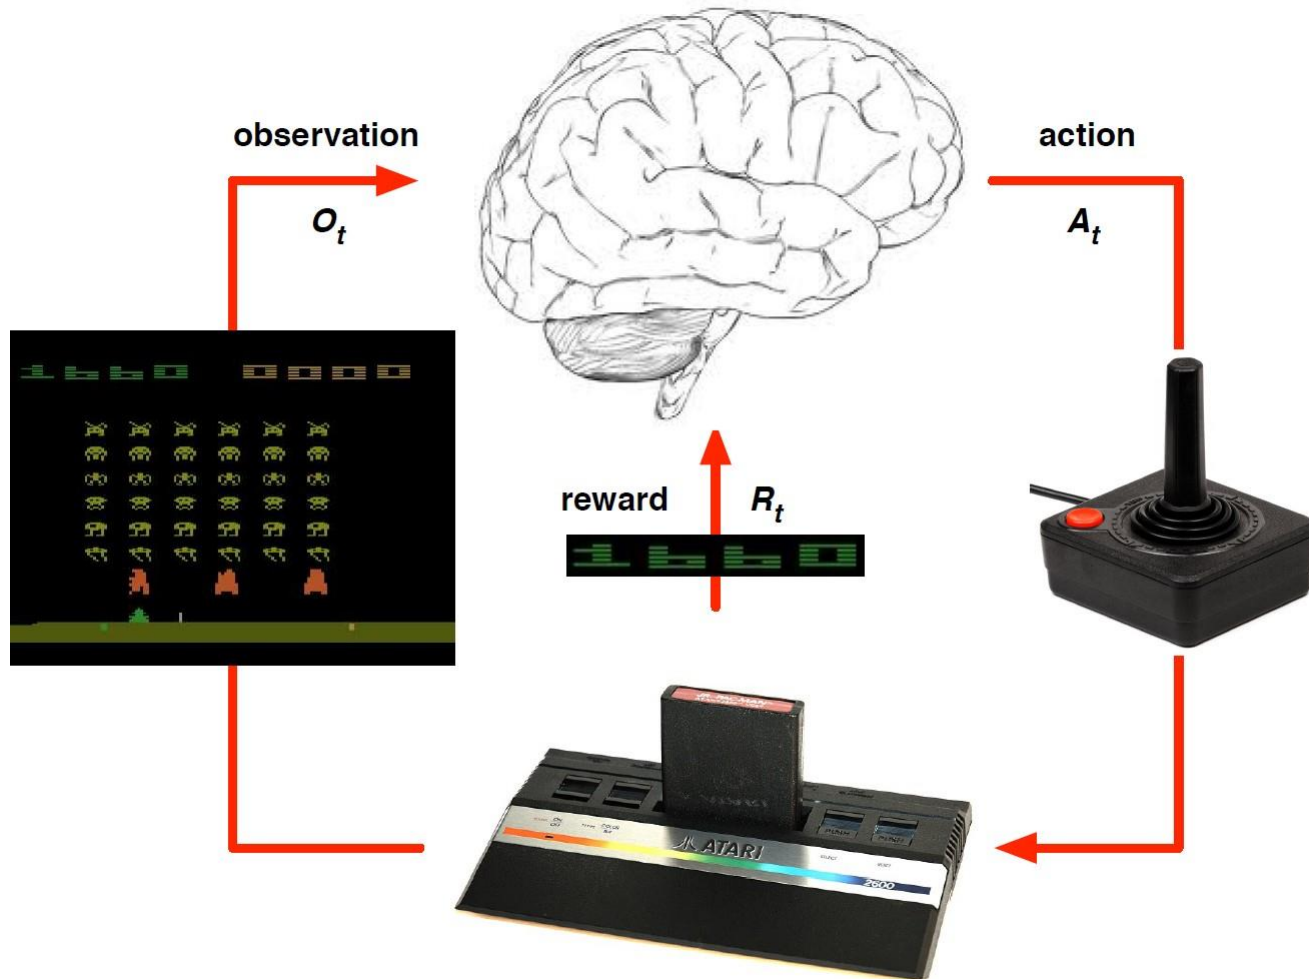 observation
action
O_t
A_t
1660 0000
reward
R_t
1660
ATARI
2600